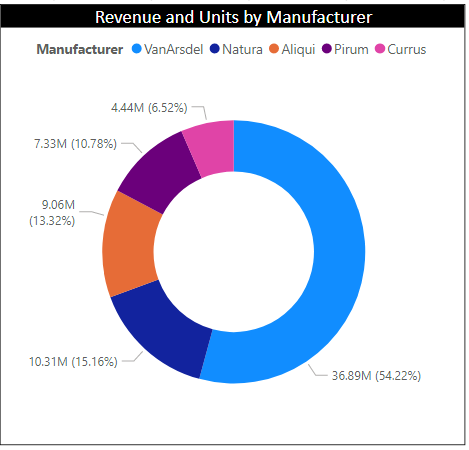 Revenue and Units by Manufacturer
Manufacturer VanArsdel Natura Aliqui Pirum Currus
4.44M (6.52%)
7.33M (10.78%)
9.06M
(13.32%)
10.31M (15.16%)
36.89M (54.22%)